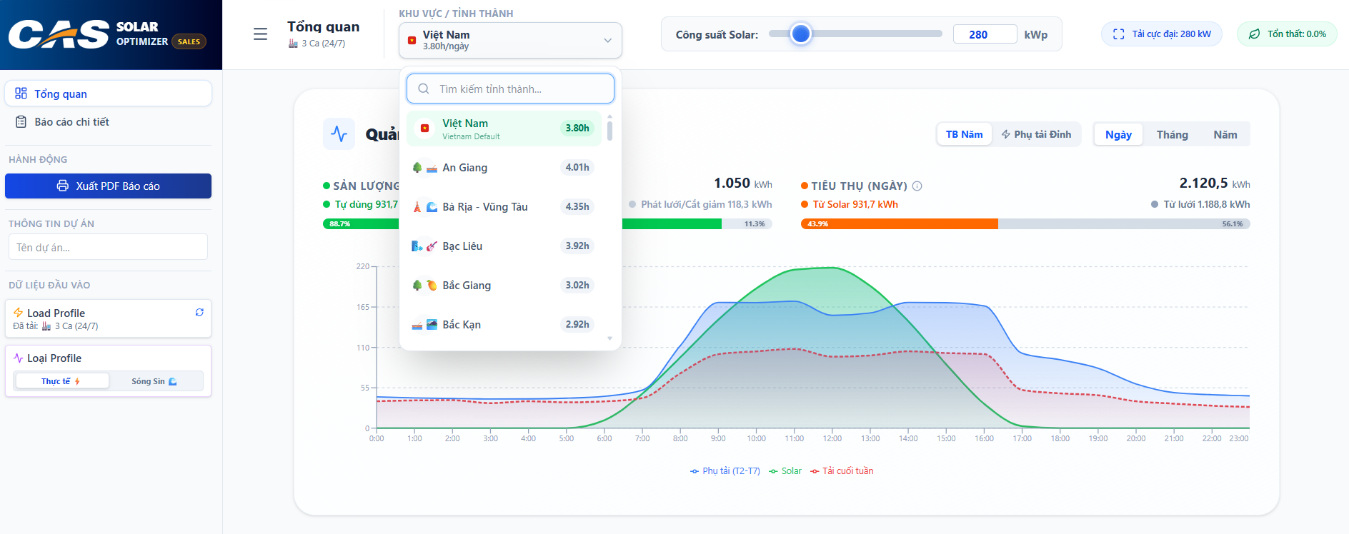 CAS SOLAR
OPTIMIZER SALES
Tổng quan
Báo cáo chi tiết
HÀNH ĐỘNG
Xuất PDF Báo cáo
THÔNG TIN DỰ ÁN
Tên dự án...
DỮ LIỆU ĐẦU VÀO
Load Profile
Đã tải: 3 Ca (24/7)
Loại Profile
Thực tế
Sóng Sin
Tổng quan
3 Ca (24/7)
KHU VỰC / TỈNH THÀNH
Việt Nam
3.80h/ngày
Công suất Solar: 280 kWp
Tải cực đại: 280 kW
Tổn thất: 0.0%
Tìm kiếm tỉnh thành...
Việt Nam 3.80h
Vietnam Default
An Giang 4.01h
Bà Rịa - Vũng Tàu 4.35h
Bạc Liêu 3.92h
Bắc Giang 3.02h
Bắc Kạn 2.92h
Quả
TB Năm
Phụ tải Đỉnh
Ngày
Tháng
Năm
SẢN LƯỢNG 1.050 kWh
Tự dùng 931,7 Phát lưới/Cắt giảm 118.3 kWh
88.7% 11.3%
TIÊU THỤ (NGÀY) 2.120,5 kWh
Từ Solar 931,7 kWh Từ lưới 1.188,8 kWh
43.9% 56.1%
220
165
110
55
0
0:00 1:00 2:00 3:00 4:00 5:00 6:00 7:00 8:00 9:00 10:00 11:00 12:00 13:00 14:00 15:00 16:00 17:00 18:00 19:00 20:00 21:00 22:00 23:00
Phụ tải (T2-T7) Solar Tải cuối tuần